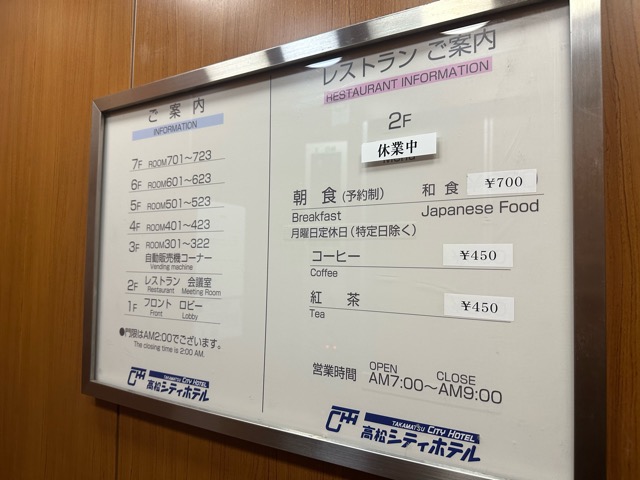 ご案内
INFORMATION
7F ROOM701～723
6F ROOM601～623
5F ROOM501～523
4F ROOM401～423
3F ROOM301～322
自動販売機コーナー
Vending machine
2F レストラン 会議室
Restaurant Meeting Room
1F フロント ロビー
Front Lobby
●門限はAM2:00でございます。
The closing time is 2:00 AM.
TAKAMATSU CITY HOTEL
高松シティホテル
レストラン ご案内
RESTAURANT INFORMATION
2F
休業中
朝食(予約制) 和食 ¥700
Breakfast Japanese Food
月曜日定休日(特定日除く)
コーヒー ¥450
Coffee
紅茶 ¥450
Tea
営業時間 OPEN CLOSE
AM7:00～AM9:00
TAKAMATSU CITY HOTEL
高松シティホテル